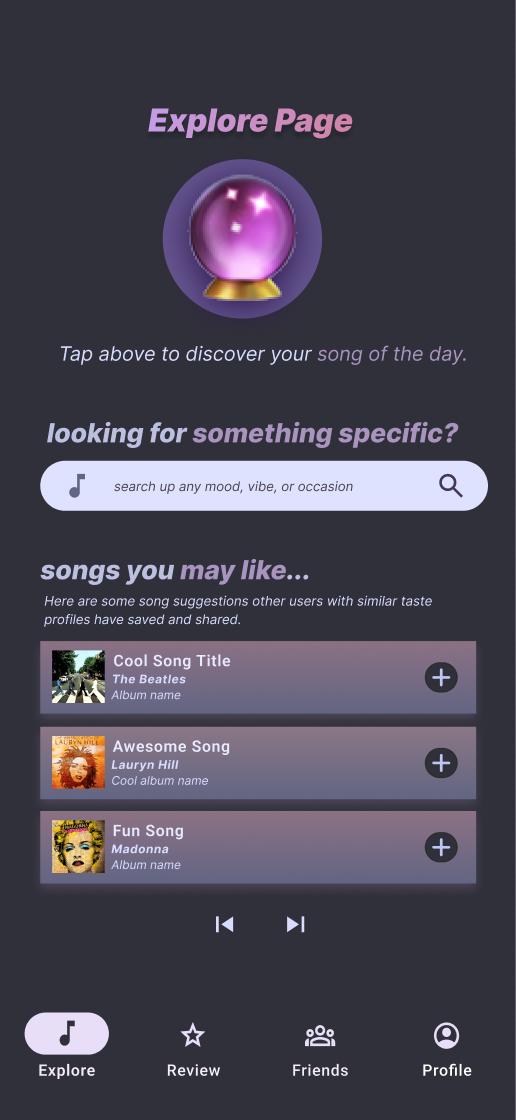 Explore Page
Tap above to discover your song of the day.
looking for something specific?
search up any mood, vibe, or occasion
songs you may like...
Here are some song suggestions other users with similar taste
profiles have saved and shared.
Cool Song Title
The Beatles
Album name
LAURYN HILL
Awesome Song
Lauryn Hill
Cool album name
Fun Song
Madonna
Album name
Explore
Review
Friends
Profile